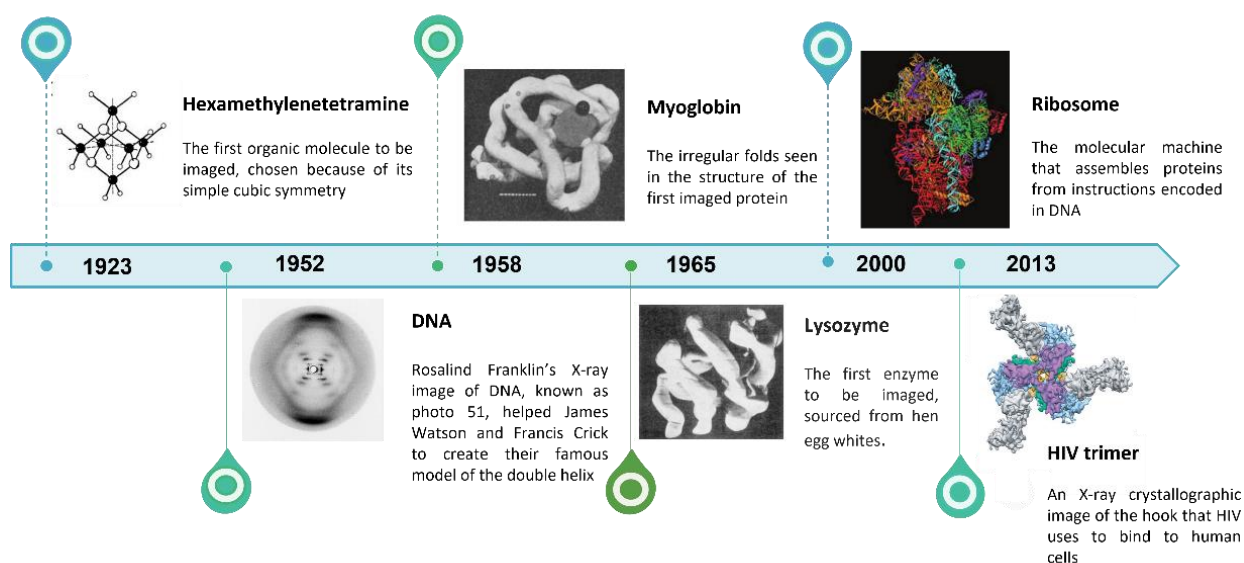 Hexamethylenetetramine
The first organic molecule to be
imaged, chosen because of its
simple cubic symmetry
Myoglobin
The irregular folds seen
in the structure of the
first imaged protein
Ribosome
The molecular machine
that assembles proteins
from instructions encoded
in DNA
1923
1952
1958
1965
2000
2013
DNA
Rosalind Franklin’s X-ray
image of DNA, known as
photo 51, helped James
Watson and Francis Crick
to create their famous
model of the double helix
Lysozyme
The first enzyme
to be imaged,
sourced from hen
egg whites.
HIV trimer
An X-ray crystallographic
image of the hook that HIV
uses to bind to human
cells